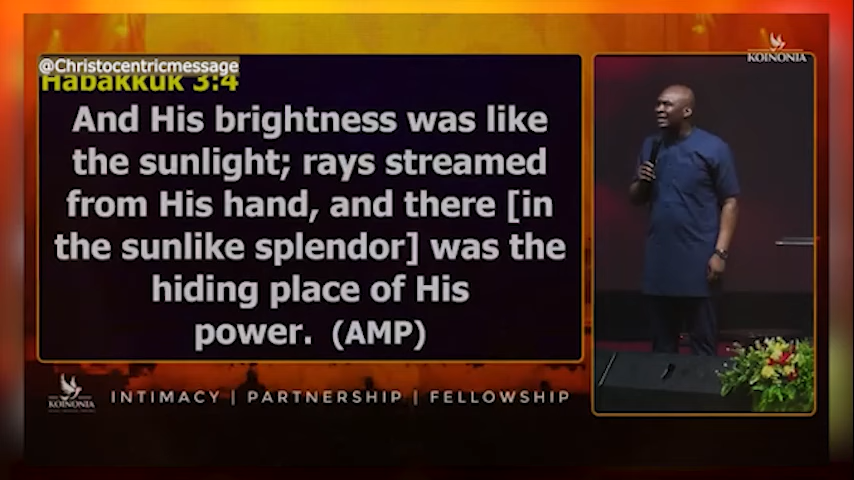 @Christocentricmessage
KOINONIA
Habakkuk 3:4
And His brightness was like
the sunlight; rays streamed
from His hand, and there [in
the sunlike splendor] was the
hiding place of His
power. (AMP)
KOINONIA
INTIMACY | PARTNERSHIP | FELLOWSHIP